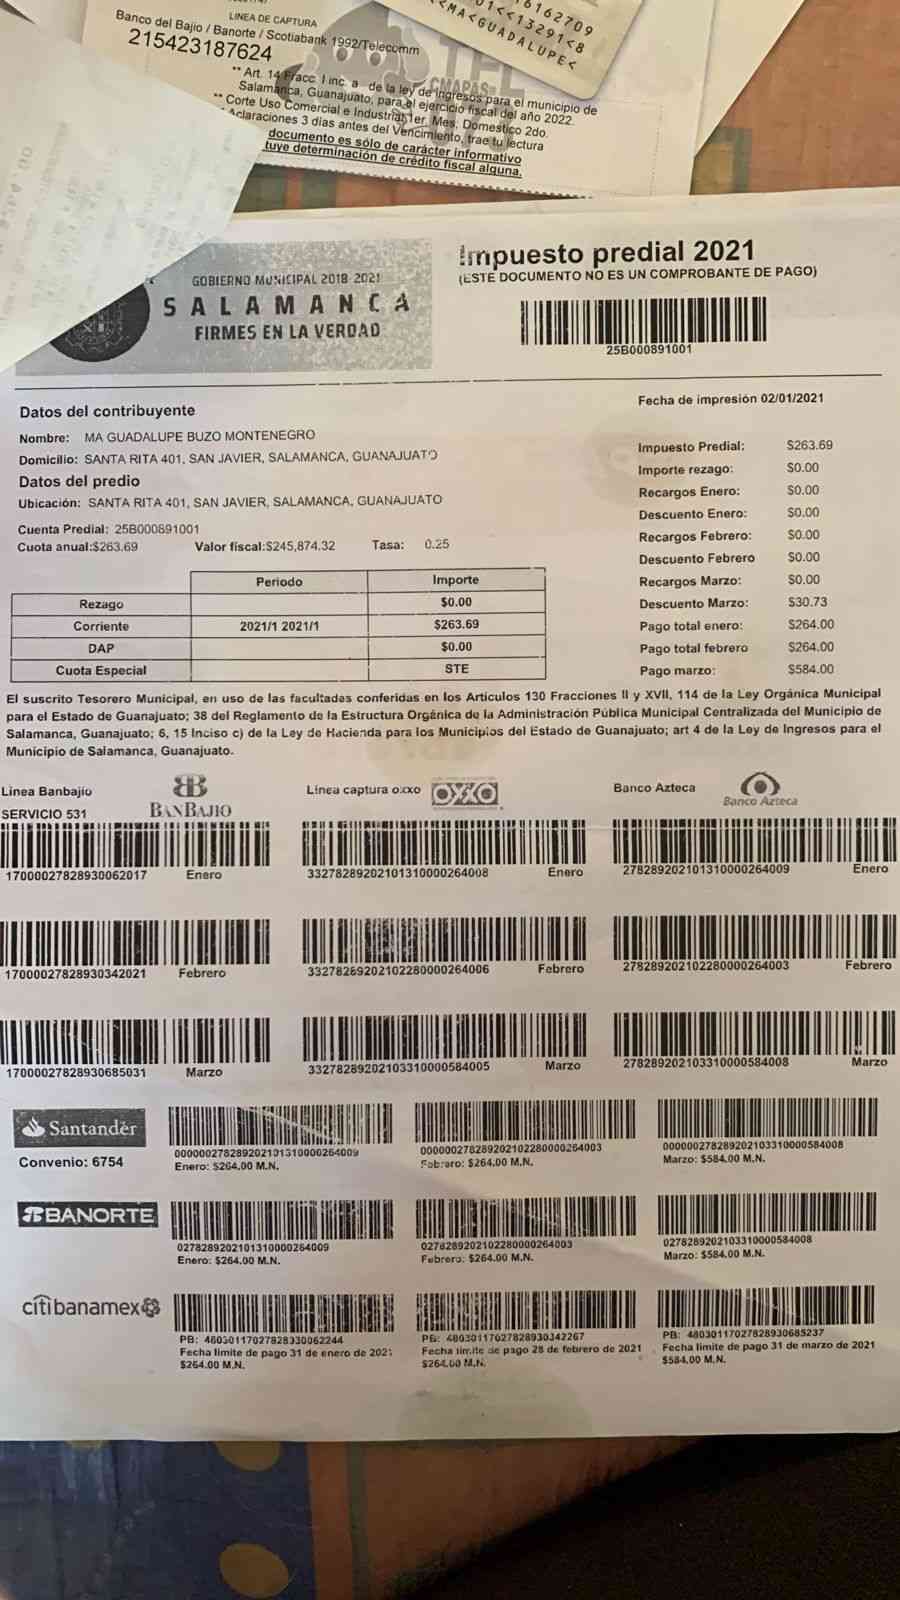 LINEA DE CAPTURA
Banco del Bajio / Banorte / Scotiabank 1992/Telecomm
215423187624
** Art. 14 Fracc. I inc. a de la ley de ingresos para el municipio de
Salamanca, Guanajuato, para el ejercicio fiscal del año 2022.
** Corte Uso Comercial e Industrial 1er. Mes, Domestico 2do.
Aclaraciones 3 días antes del Vencimiento, trae tu lectura
documento es sólo de carácter informativo
tuye determinación de crédito fiscal alguna.
6162709
01<<13291<8
<<MA<GUADALUPE<
GOBIERNO MUNICIPAL 2018-2021
SALAMANCA
FIRMES EN LA VERDAD
Impuesto predial 2021
(ESTE DOCUMENTO NO ES UN COMPROBANTE DE PAGO)
25B000891001
Fecha de impresión 02/01/2021
Datos del contribuyente
Nombre: MA GUADALUPE BUZO MONTENEGRO
Domicilio: SANTA RITA 401, SAN JAVIER, SALAMANCA, GUANAJUATO
Datos del predio
Ubicación: SANTA RITA 401, SAN JAVIER, SALAMANCA, GUANAJUATO
Cuenta Predial: 25B000891001
Cuota anual:$263.69 Valor fiscal:$245,874.32 Tasa: 0.25
Periodo Importe
Rezago $0.00
Corriente 2021/1 2021/1 $263.69
DAP $0.00
Cuota Especial STE
Impuesto Predial: $263.69
Importe rezago: $0.00
Recargos Enero: $0.00
Descuento Enero: $0.00
Recargos Febrero: $0.00
Descuento Febrero $0.00
Recargos Marzo: $0.00
Descuento Marzo: $30.73
Pago total enero: $264.00
Pago total febrero $264.00
Pago marzo: $584.00
El suscrito Tesorero Municipal, en uso de las facultades conferidas en los Artículos 130 Fracciones II y XVII, 114 de la Ley Orgánica Municipal
para el Estado de Guanajuato; 38 del Reglamento de la Estructura Orgánica de la Administración Pública Municipal Centralizada del Municipio de
Salamanca, Guanajuato; 6, 15 Inciso c) de la Ley de Hacienda para los Municipios del Estado de Guanajuato; art 4 de la Ley de Ingresos para el
Municipio de Salamanca, Guanajuato.
Linea Banbajío
SERVICIO 531
BANBAJIO
Línea captura oxxo
OXXO
Banco Azteca
Banco Azteca
17000027828930062017 Enero
33278289202101310000264008 Enero
278289202101310000264009 Enero
17000027828930342021 Febrero
33278289202102280000264006 Febrero
278289202102280000264003 Febrero
17000027828930685031 Marzo
33278289202103310000584005 Marzo
278289202103310000584008 Marzo
Santander
Convenio: 6754
000000278289202101310000264009
Enero: $264.00 M.N.
000000278289202102280000264003
Febrero: $264.00 M.N.
000000278289202103310000584008
Marzo: $584.00 M.N.
BANORTE
0278289202101310000264009
Enero: $264.00 M.N.
0278289202102280000264003
Febrero: $264.00 M.N.
0278289202103310000584008
Marzo: $584.00 M.N.
citibanamex
PB: 48030117027828930062244
Fecha limite de pago 31 de enero de 2021
$264.00 M.N.
PB: 48030117027828930342267
Fecha limite de pago 28 de febrero de 2021
$264.00 M.N.
PB: 48030117027828930685237
Fecha limite de pago 31 de marzo de 2021
$584.00 M.N.